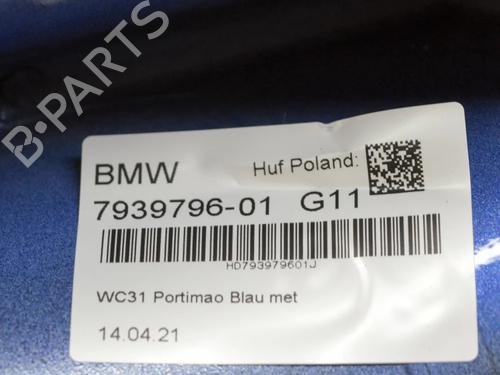 B-PARTS
BMW Huf Poland:
7939796-01 G11
HD793979601J
WC31 Portimao Blau met
14.04.21